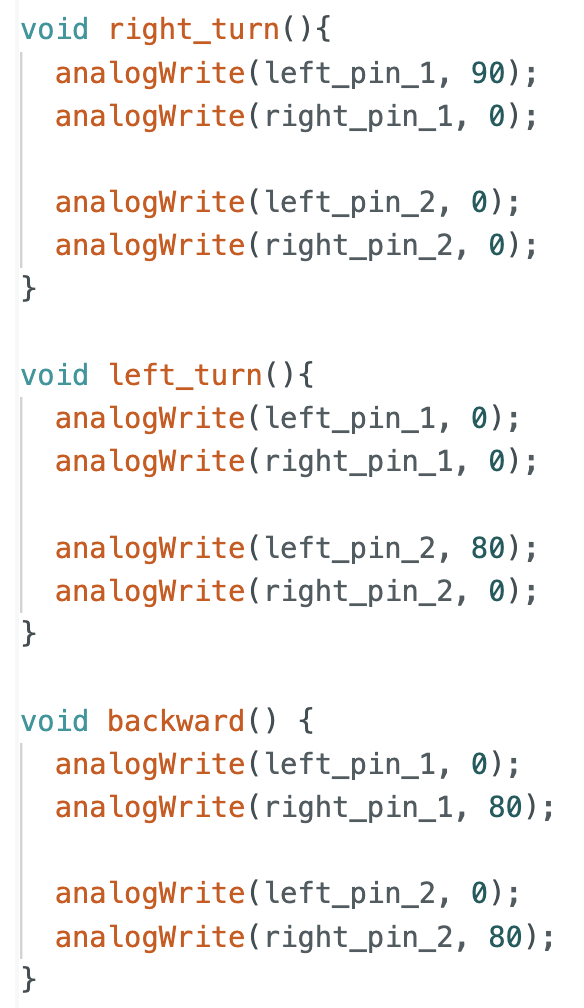 void right_turn(){
  analogWrite(left_pin_1, 90);
  analogWrite(right_pin_1, 0);

  analogWrite(left_pin_2, 0);
  analogWrite(right_pin_2, 0);
}

void left_turn(){
  analogWrite(left_pin_1, 0);
  analogWrite(right_pin_1, 0);

  analogWrite(left_pin_2, 80);
  analogWrite(right_pin_2, 0);
}

void backward() {
  analogWrite(left_pin_1, 0);
  analogWrite(right_pin_1, 80);

  analogWrite(left_pin_2, 0);
  analogWrite(right_pin_2, 80);
}